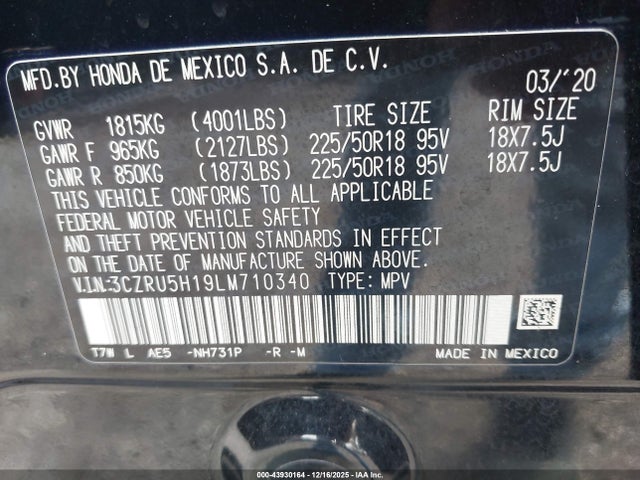 MFD.BY HONDA DE MEXICO S.A. DE C.V.
03/'20
GVWR 1815KG (4001LBS) TIRE SIZE RIM SIZE
GAWR F 965KG (2127LBS) 225/50R18 95V 18X7.5J
GAWR R 850KG (1873LBS) 225/50R18 95V 18X7.5J
THIS VEHICLE CONFORMS TO ALL APPLICABLE
FEDERAL MOTOR VEHICLE SAFETY
AND THEFT PREVENTION STANDARDS IN EFFECT
ON THE DATE OF MANUFACTURE SHOWN ABOVE.
V.I.N:3CZRU5H19LM710340 TYPE: MPV
T7W L AE5 -NH731P -R -M MADE IN MEXICO
000-43930164 - 12/16/2025 - IAA, Inc.